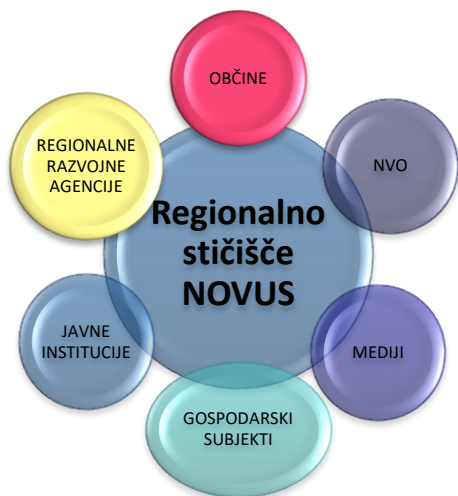 OBČINE
REGIONALNE
RAZVOJNE
AGENCIJE
NVO
Regionalno
stičišče
NOVUS
JAVNE
INSTITUCIJE
MEDIJI
GOSPODARSKI
SUBJEKTI